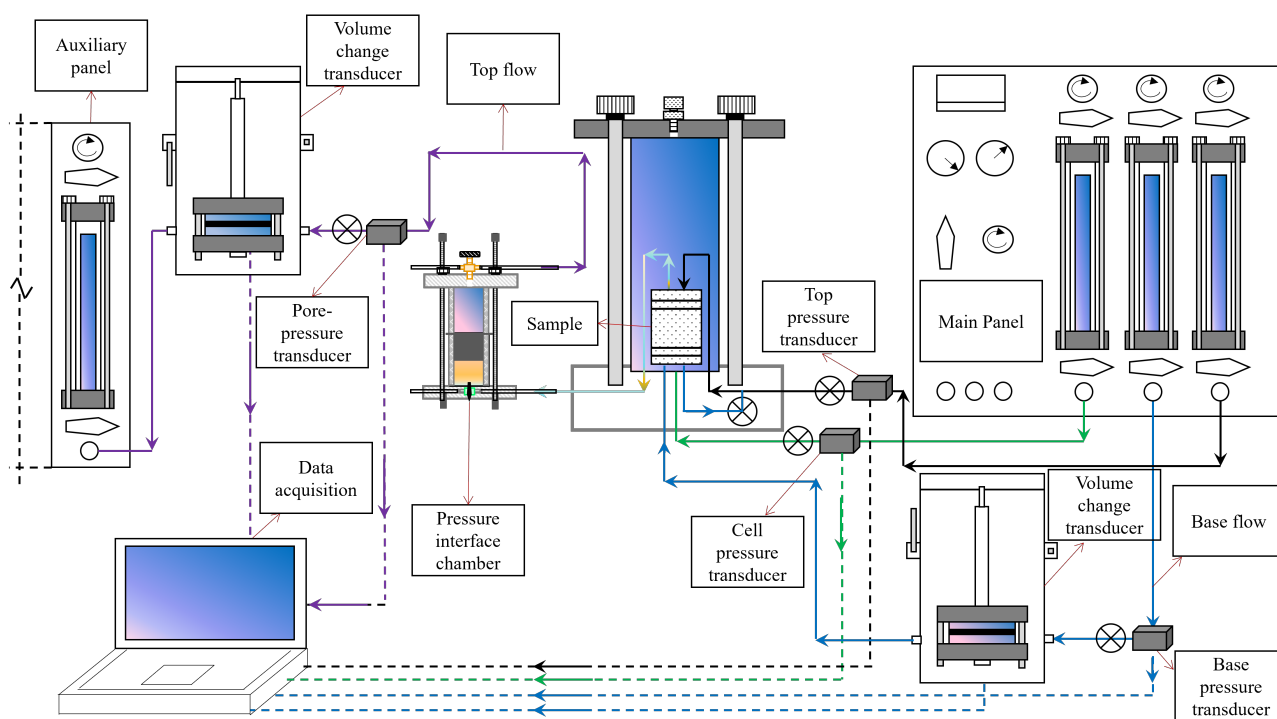 Auxiliary
panel
Volume
change
transducer
Top flow
Pore-
pressure
transducer
Sample
Top
pressure
transducer
Main Panel
Data
acquisition
Pressure
interface
chamber
Cell
pressure
transducer
Volume
change
transducer
Base flow
Base
pressure
transducer